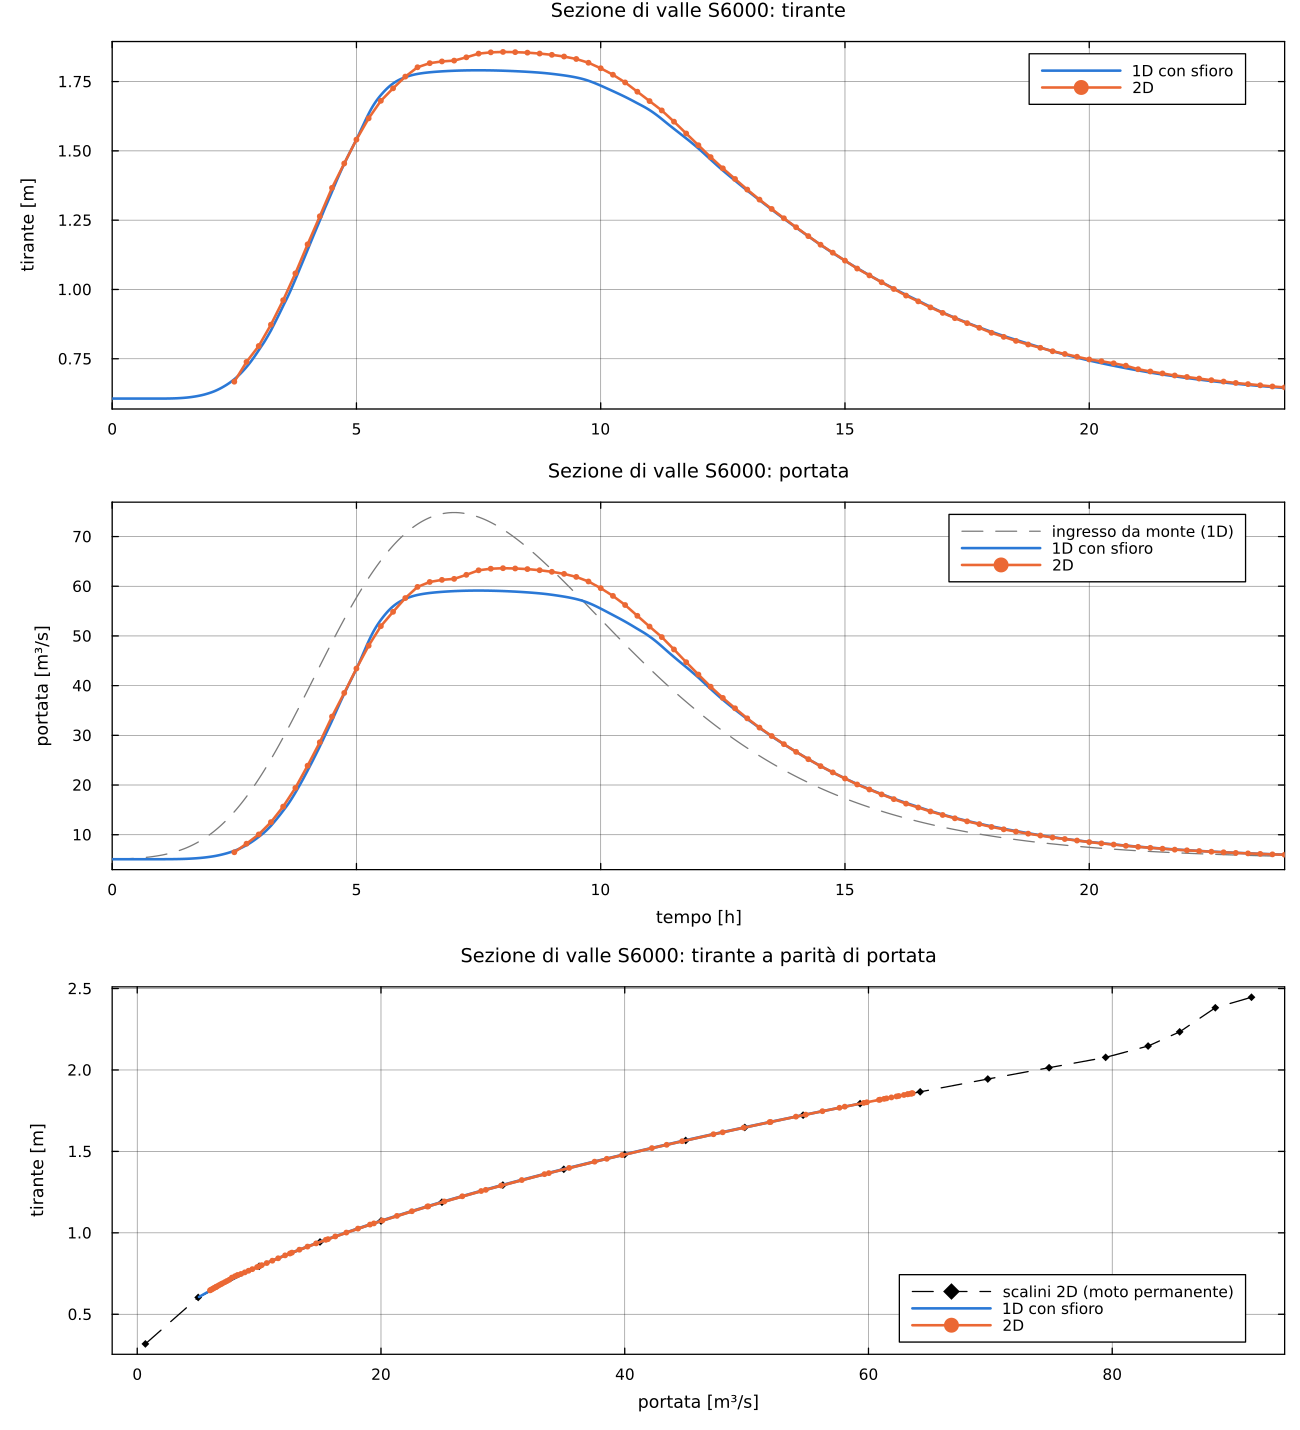 Sezione di valle S6000: tirante
tirante [m]
1.75
1.50
1.25
1.00
0.75
0 5 10 15 20
1D con sfioro
2D
Sezione di valle S6000: portata
portata [m³/s]
70
60
50
40
30
20
10
0 5 10 15 20
tempo [h]
ingresso da monte (1D)
1D con sfioro
2D
Sezione di valle S6000: tirante a parità di portata
tirante [m]
2.5
2.0
1.5
1.0
0.5
0 20 40 60 80
portata [m³/s]
scalini 2D (moto permanente)
1D con sfioro
2D